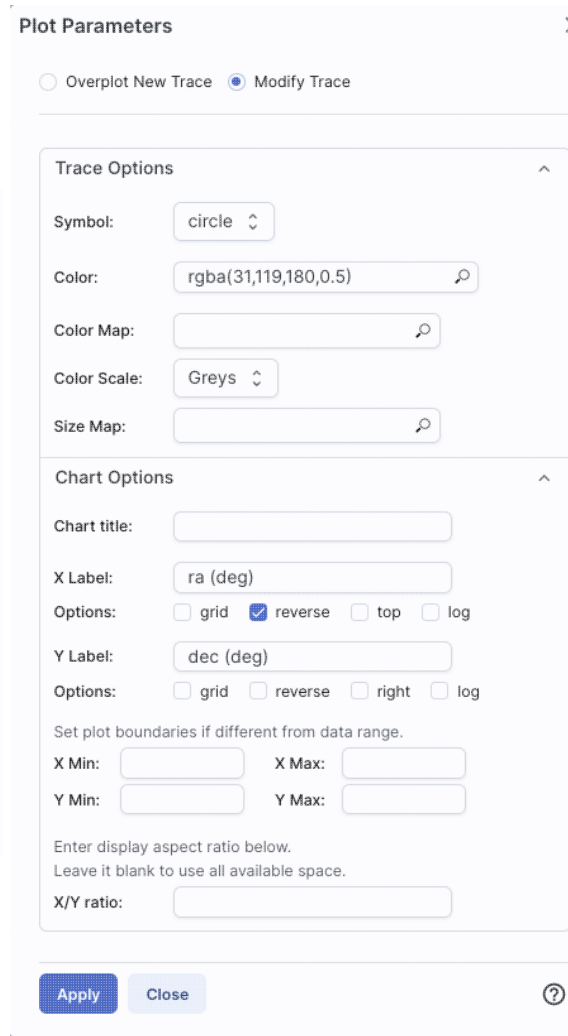 Plot Parameters
Overplot New Trace Modify Trace
Trace Options
Symbol: circle
Color: rgba(31,119,180,0.5)
Color Map:
Color Scale: Greys
Size Map:
Chart Options
Chart title:
X Label: ra (deg)
Options: grid reverse top log
Y Label: dec (deg)
Options: grid reverse right log
Set plot boundaries if different from data range.
X Min: X Max:
Y Min: Y Max:
Enter display aspect ratio below.
Leave it blank to use all available space.
X/Y ratio:
Apply Close